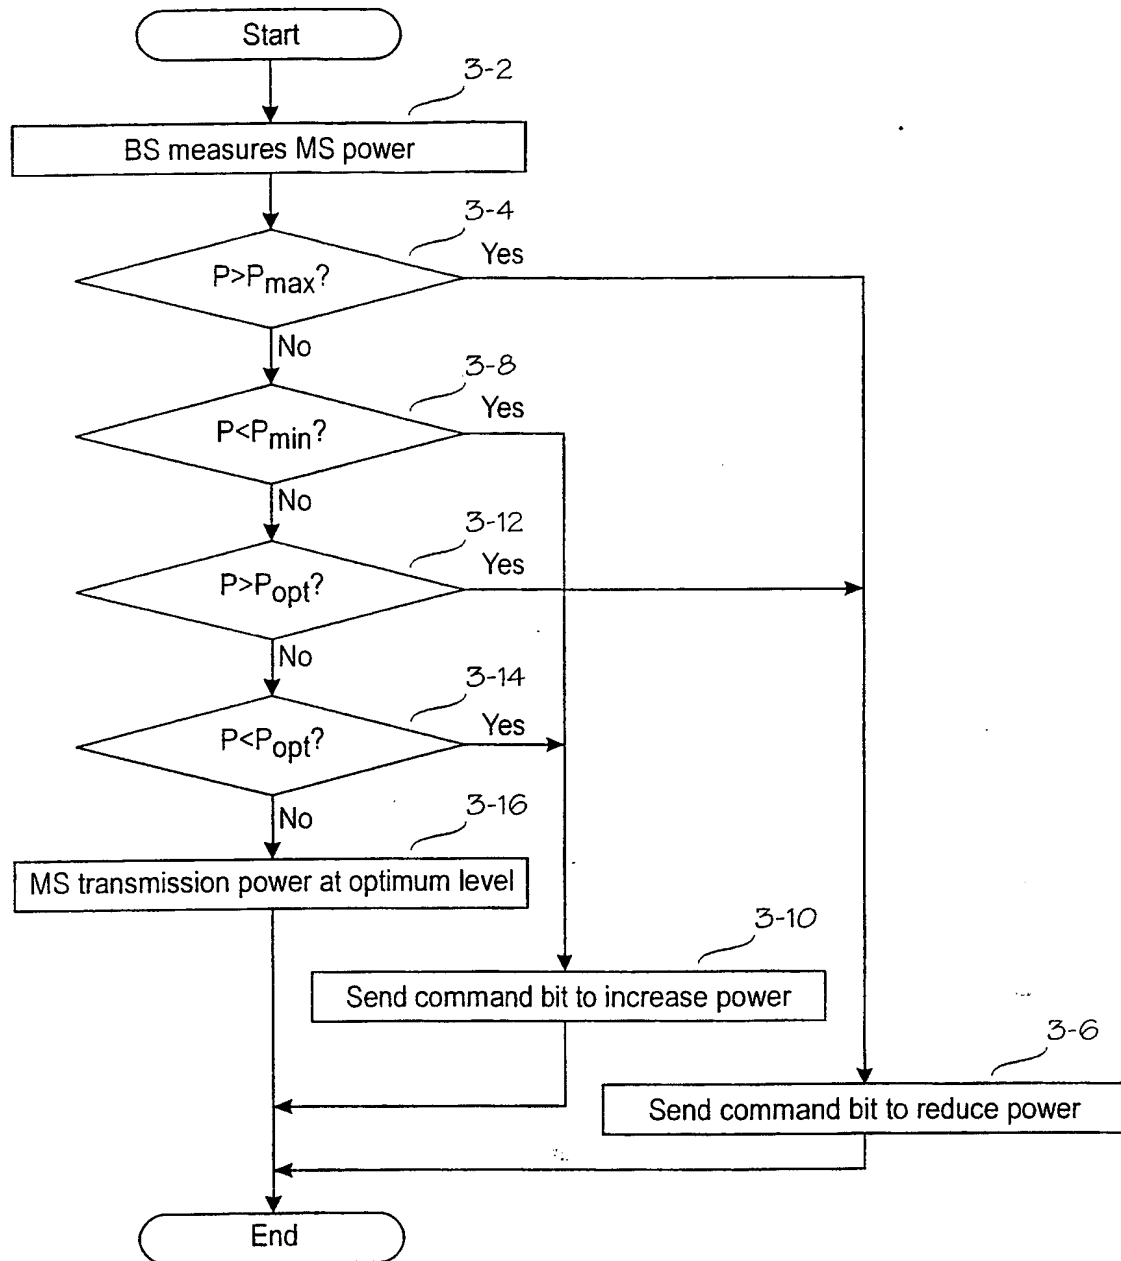 Start
3-2
BS measures MS power
3-4
P>Pmax?
Yes
No
3-8
P<Pmin?
Yes
No
3-12
P>Popt?
Yes
No
3-14
P<Popt?
Yes
No
3-16
MS transmission power at optimum level
3-10
Send command bit to increase power
3-6
Send command bit to reduce power
End